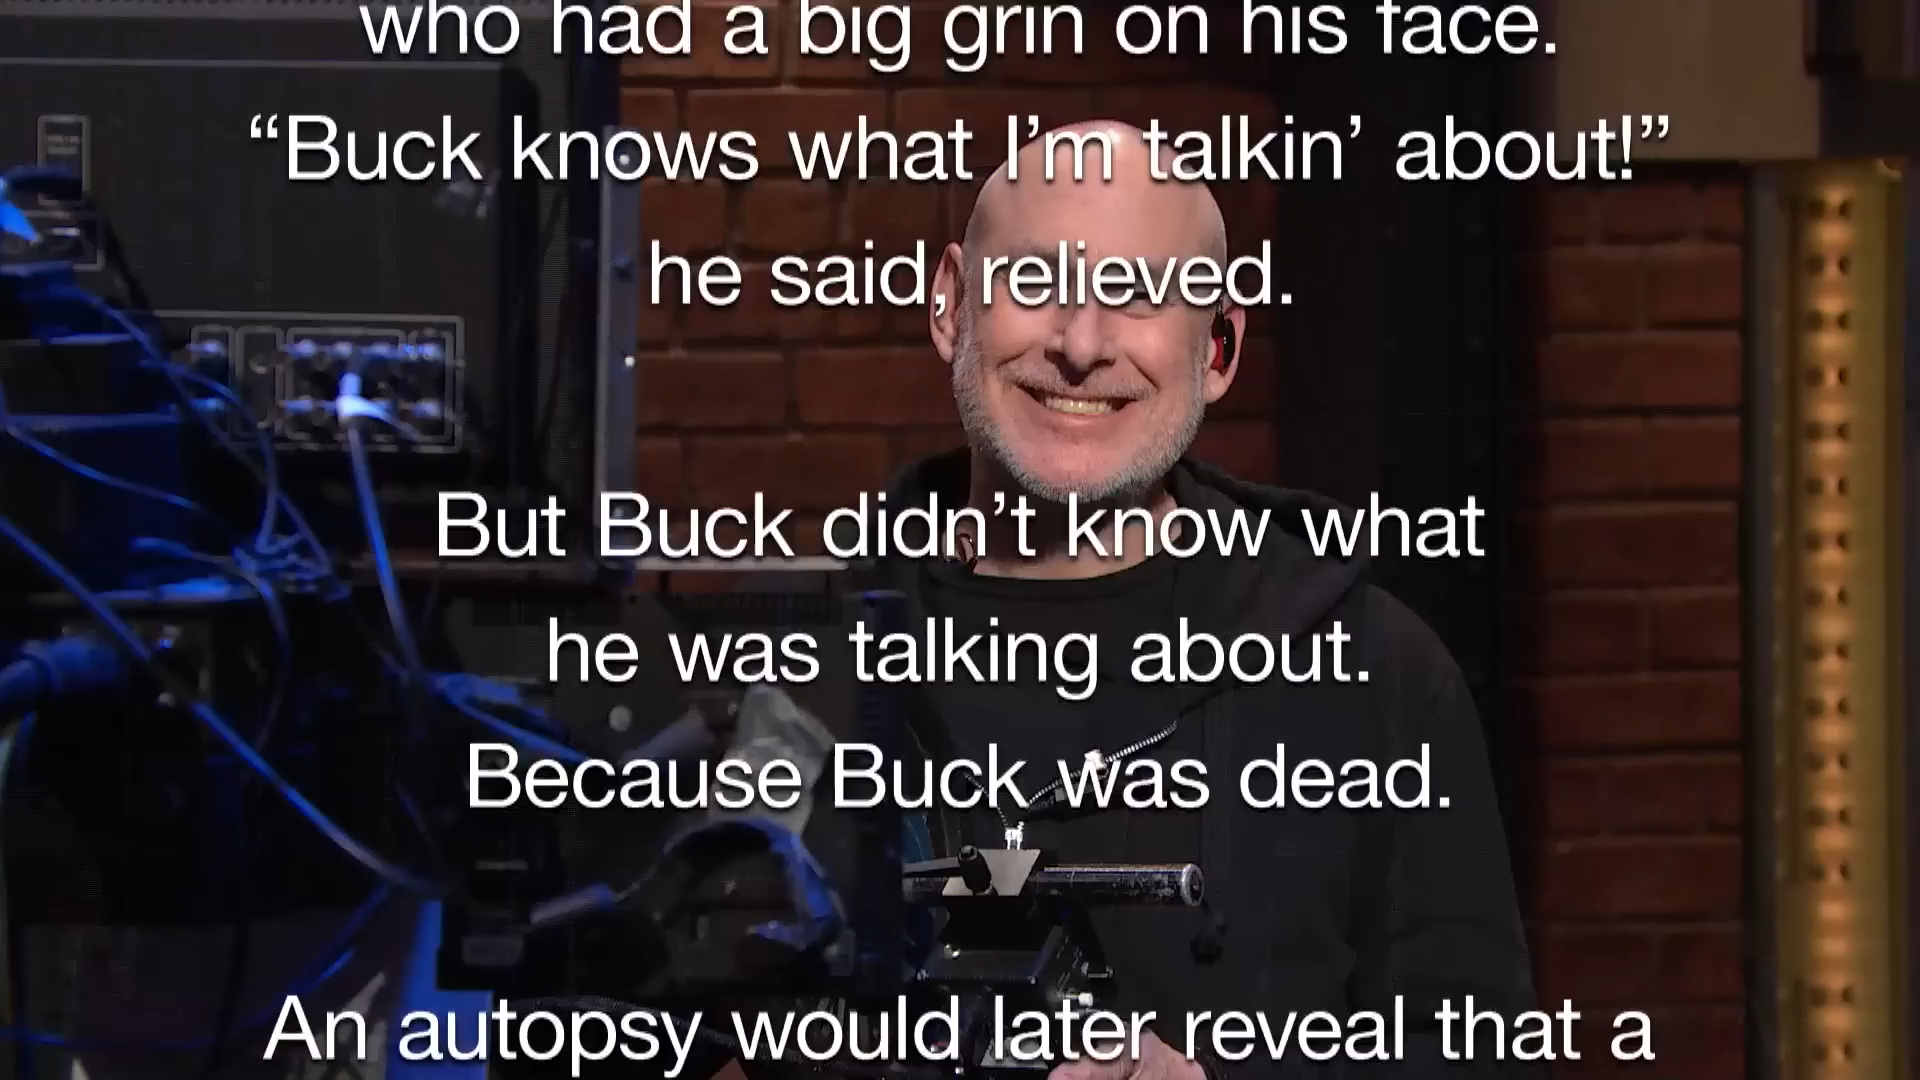 who had a big grin on his face.
“Buck knows what I’m talkin’ about!”
he said, relieved.
But Buck didn’t know what
he was talking about.
Because Buck was dead.
An autopsy would later reveal that a